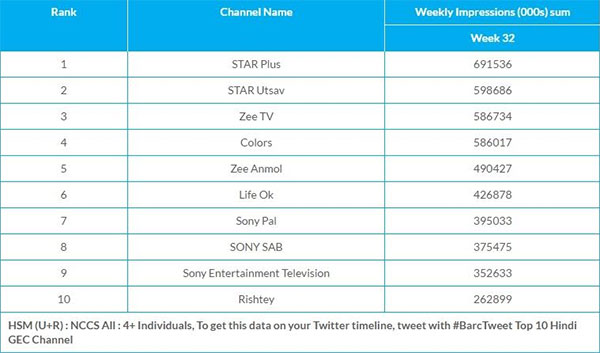 Rank Channel Name Weekly Impressions (000s) sum
Week 32
1 STAR Plus 691536
2 STAR Utsav 598686
3 Zee TV 586734
4 Colors 586017
5 Zee Anmol 490427
6 Life Ok 426878
7 Sony Pal 395033
8 SONY SAB 375475
9 Sony Entertainment Television 352633
10 Rishtey 262899
HSM (U+R) : NCCS All : 4+ Individuals, To get this data on your Twitter timeline, tweet with #BarcTweet Top 10 Hindi
GEC Channel